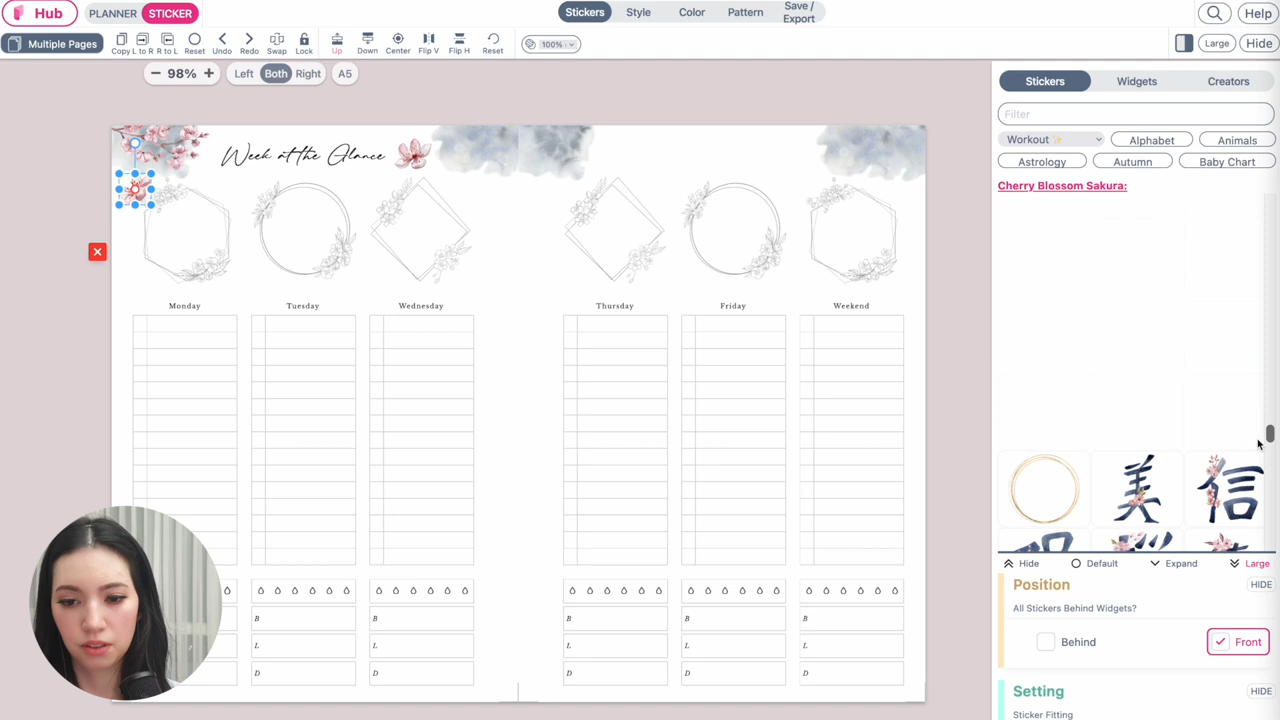 Hub
PLANNER
STICKER
Stickers
Style
Color
Pattern
Save /
Export
Help
Multiple Pages
Copy
L to R
R to L
Reset
Undo
Redo
Swap
Lock
Up
Down
Center
Flip V
Flip H
Reset
100%
Large
Hide
98%
Left
Both
Right
A5
Stickers
Widgets
Creators
Filter
Workout ✨
Alphabet
Animals
Astrology
Autumn
Baby Chart
Cherry Blossom Sakura:
Week at the Glance
Monday
Tuesday
Wednesday
Thursday
Friday
Weekend
B
B
B
B
B
L
L
L
L
L
D
D
D
D
D
美
信
Hide
Default
Expand
Large
Position
HIDE
All Stickers Behind Widgets?
Behind
Front
Setting
HIDE
Sticker Fitting